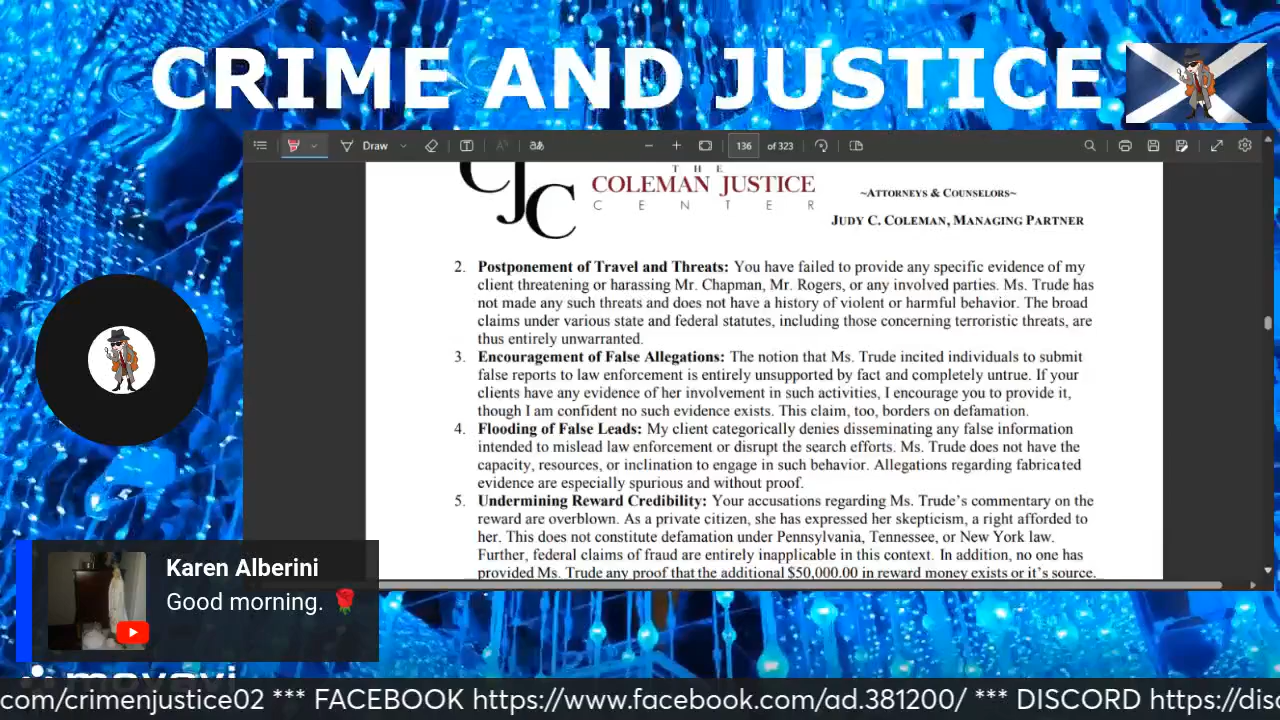 CRIME AND JUSTICE
Draw
136 of 323
CJC
THE
COLEMAN JUSTICE
CENTER
~ATTORNEYS & COUNSELORS~
JUDY C. COLEMAN, MANAGING PARTNER
2. Postponement of Travel and Threats: You have failed to provide any specific evidence of my
client threatening or harassing Mr. Chapman, Mr. Rogers, or any involved parties. Ms. Trude has
not made any such threats and does not have a history of violent or harmful behavior. The broad
claims under various state and federal statutes, including those concerning terroristic threats, are
thus entirely unwarranted.
3. Encouragement of False Allegations: The notion that Ms. Trude incited individuals to submit
false reports to law enforcement is entirely unsupported by fact and completely untrue. If your
clients have any evidence of her involvement in such activities, I encourage you to provide it,
though I am confident no such evidence exists. This claim, too, borders on defamation.
4. Flooding of False Leads: My client categorically denies disseminating any false information
intended to mislead law enforcement or disrupt the search efforts. Ms. Trude does not have the
capacity, resources, or inclination to engage in such behavior. Allegations regarding fabricated
evidence are especially spurious and without proof.
5. Undermining Reward Credibility: Your accusations regarding Ms. Trude's commentary on the
reward are overblown. As a private citizen, she has expressed her skepticism, a right afforded to
her. This does not constitute defamation under Pennsylvania, Tennessee, or New York law.
Further, federal claims of fraud are entirely inapplicable in this context. In addition, no one has
provided Ms. Trude any proof that the additional $50,000.00 in reward money exists or it's source.
Karen Alberini
Good morning. 🌹
movavi
com/crimenjustice02 *** FACEBOOK https://www.facebook.com/ad.381200/ *** DISCORD https://disc